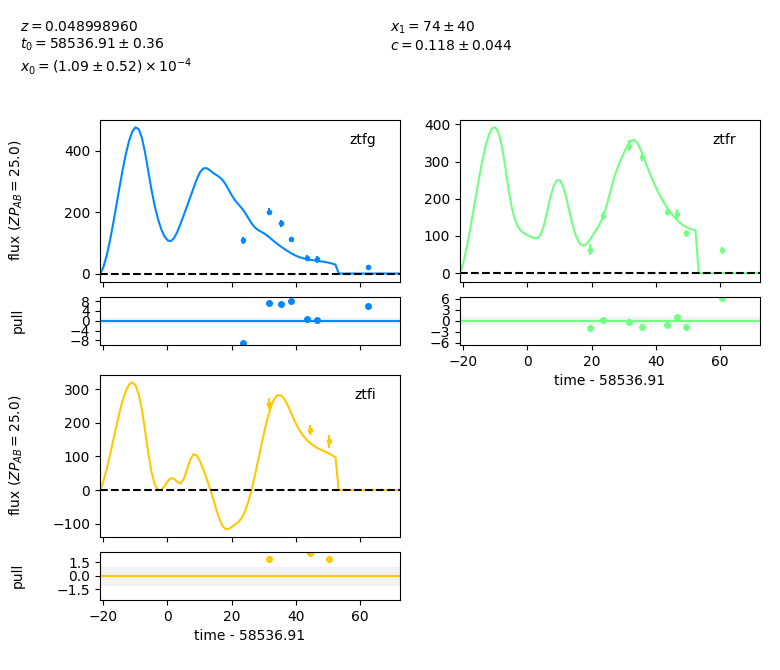 z = 0.048998960
t0 = 58536.91 ± 0.36
x0 = (1.09 ± 0.52) × 10⁻⁴
x1 = 74 ± 40
c = 0.118 ± 0.044
flux (ZP_AB = 25.0)
ztfg
400
200
0
pull
8
4
0
−4
−8
ztfr
400
300
200
100
0
6
3
0
−3
−6
−20 0 20 40 60
time - 58536.91
flux (ZP_AB = 25.0)
ztfi
300
200
100
0
−100
pull
1.5
0.0
−1.5
−20 0 20 40 60
time - 58536.91